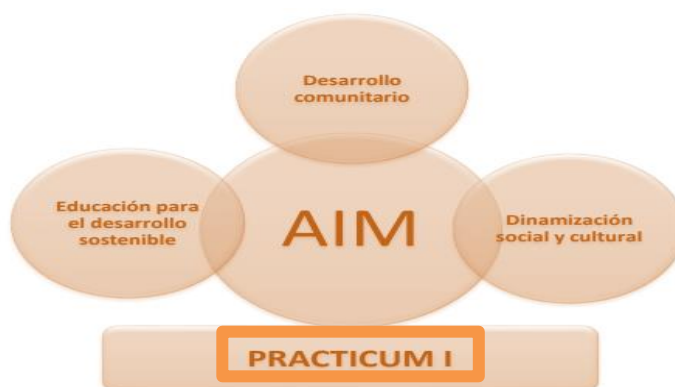 Desarrollo
comunitario
Educación para
el desarrollo
sostenible
AIM
Dinamización
social y cultural
PRACTICUM I